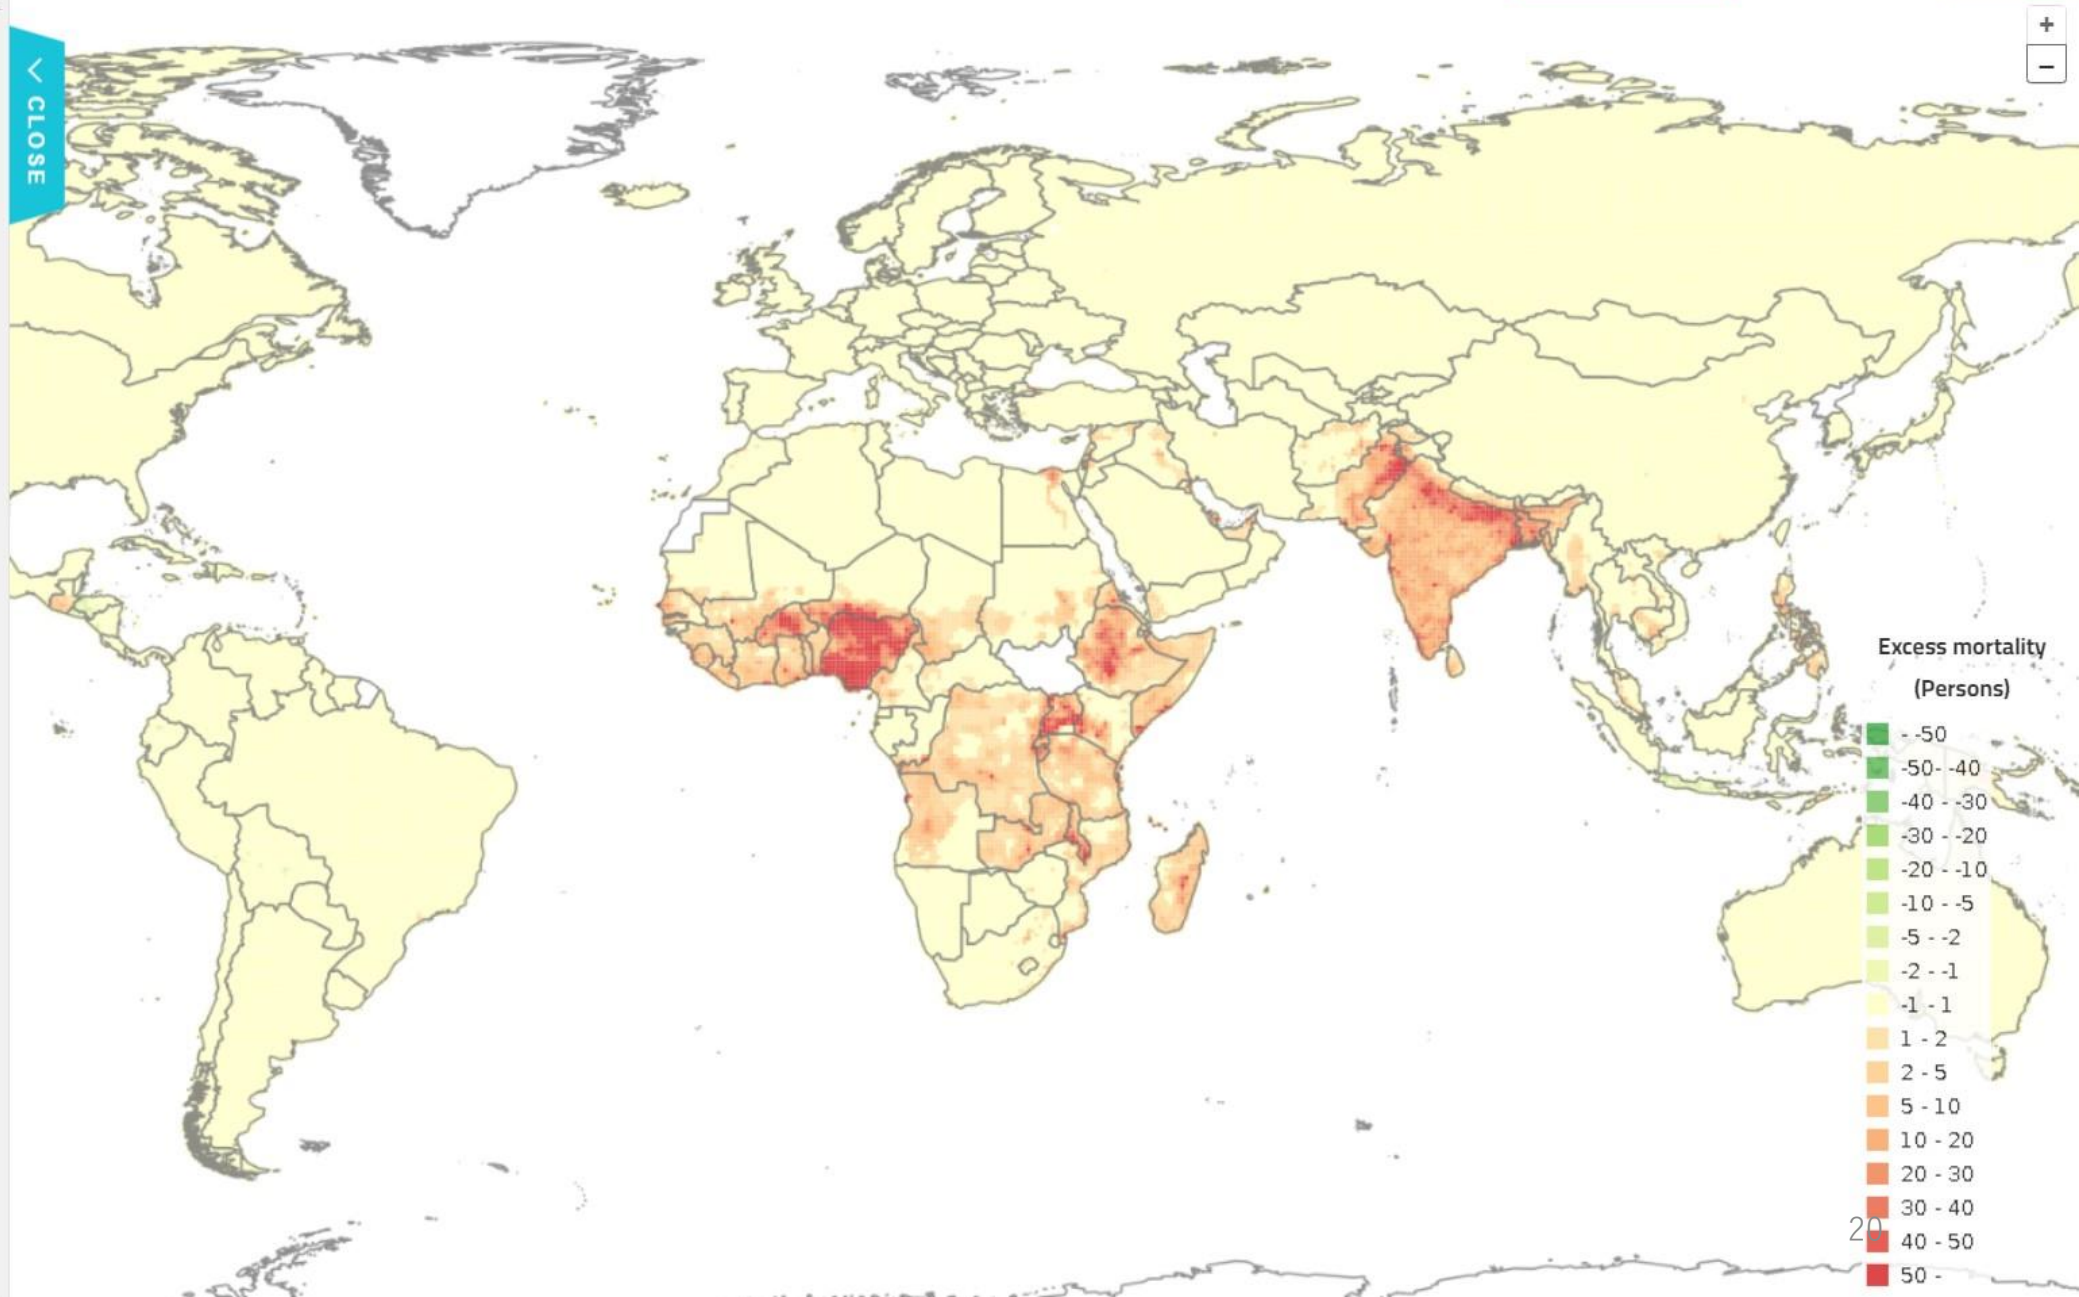 +
−
< CLOSE
Excess mortality
(Persons)
- -50
-50- -40
-40 - -30
-30 - -20
-20 - -10
-10 - -5
-5 - -2
-2 - -1
-1 - 1
1 - 2
2 - 5
5 - 10
10 - 20
20 - 30
30 - 40
20
40 - 50
50 -